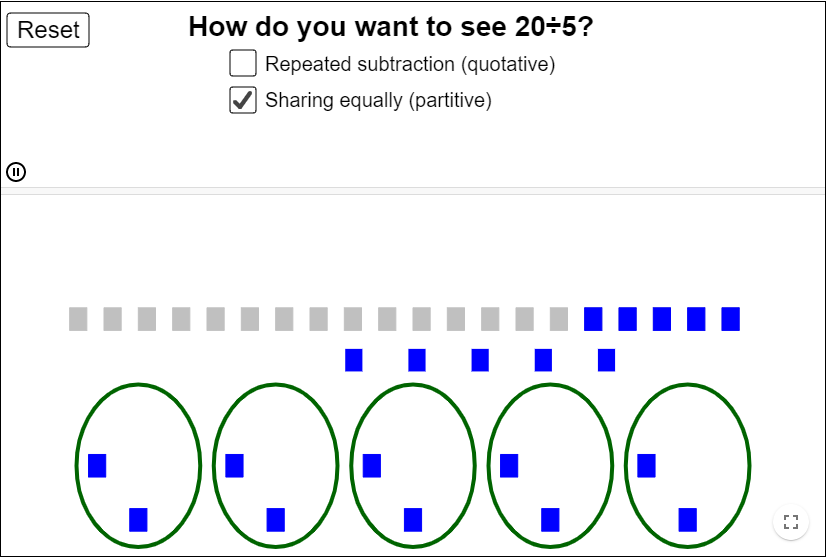 Reset
How do you want to see 20÷5?
Repeated subtraction (quotative)
Sharing equally (partitive)